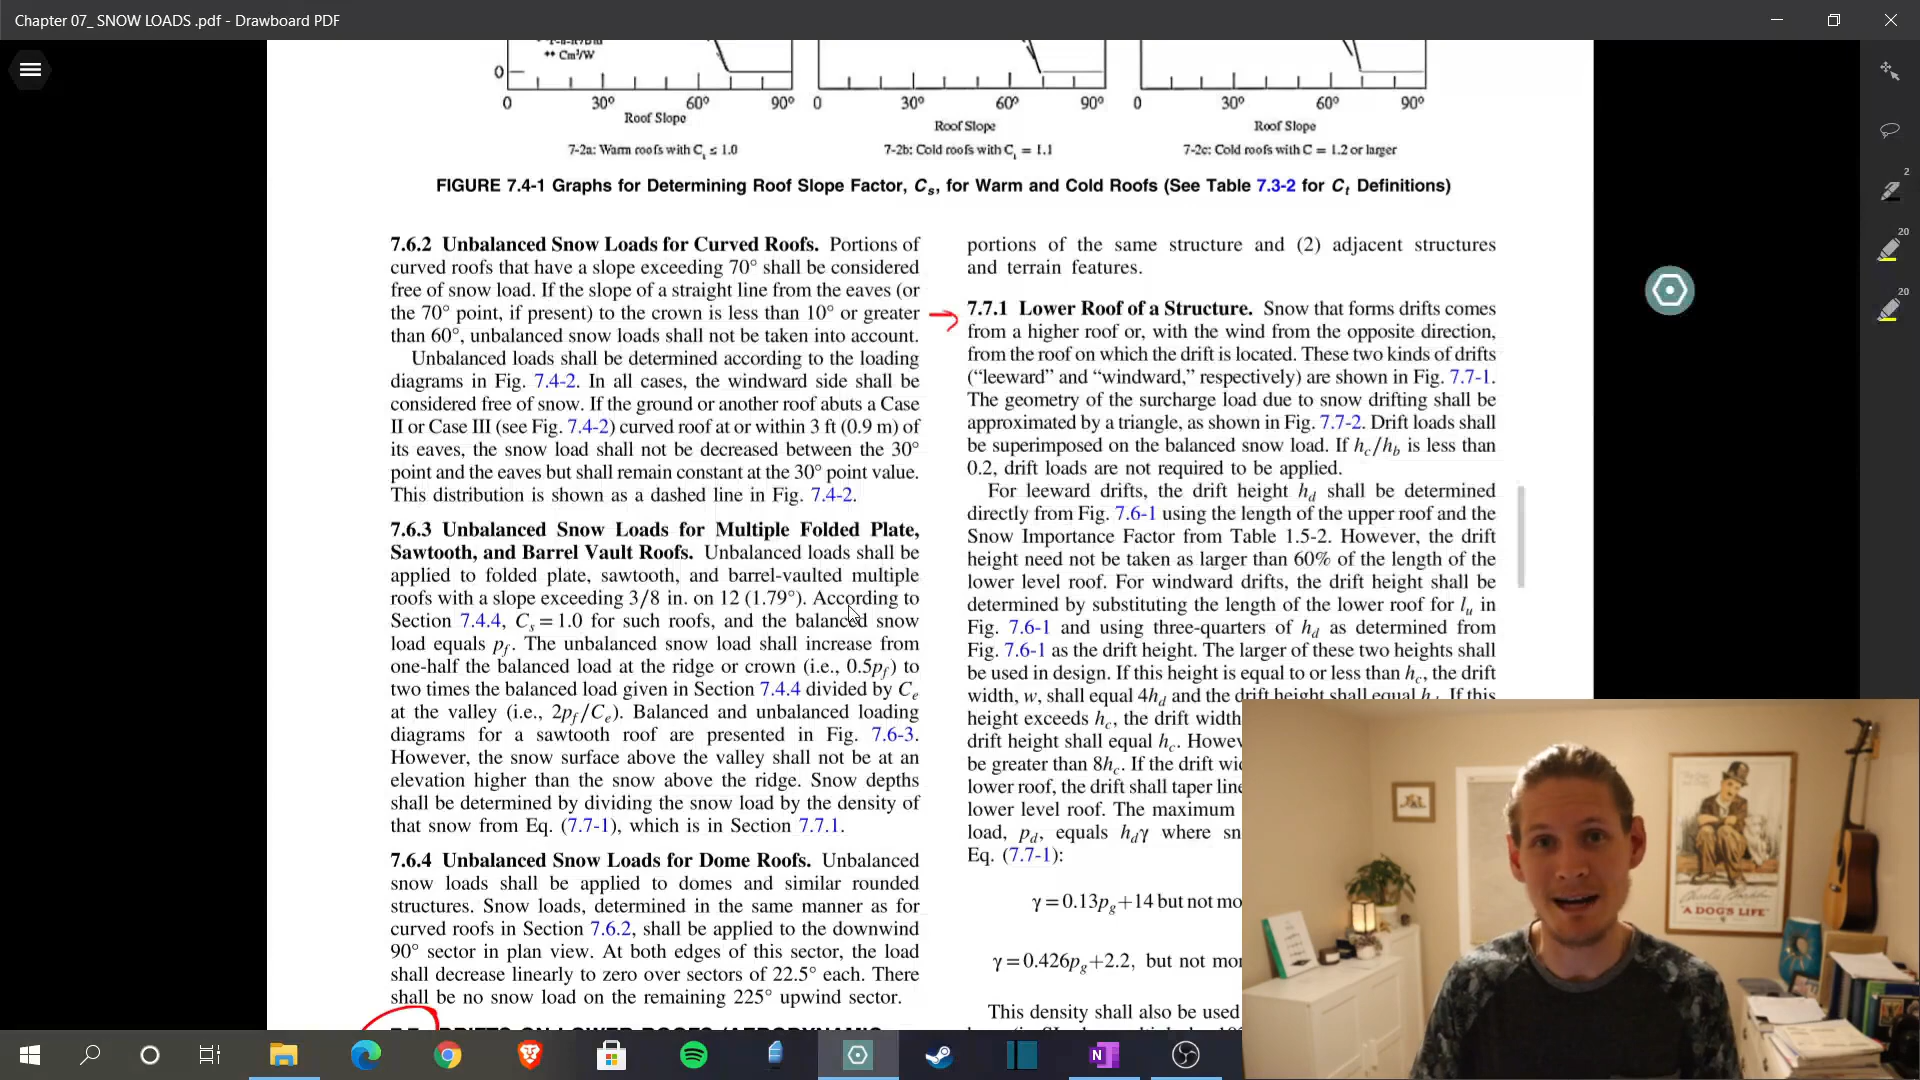 Chapter 07_ SNOW LOADS .pdf - Drawboard PDF
** Cm²/W
0
0 30° 60° 90° 0 30° 60° 90° 0 30° 60° 90°
Roof Slope
Roof Slope
Roof Slope
7-2a: Warm roofs with Cₜ ≤ 1.0
7-2b: Cold roofs with Cₜ = 1.1
7-2c: Cold roofs with C = 1.2 or larger
FIGURE 7.4-1 Graphs for Determining Roof Slope Factor, Cₛ, for Warm and Cold Roofs (See Table 7.3-2 for Cₜ Definitions)
7.6.2 Unbalanced Snow Loads for Curved Roofs. Portions of
curved roofs that have a slope exceeding 70° shall be considered
free of snow load. If the slope of a straight line from the eaves (or
the 70° point, if present) to the crown is less than 10° or greater
than 60°, unbalanced snow loads shall not be taken into account.
Unbalanced loads shall be determined according to the loading
diagrams in Fig. 7.4-2. In all cases, the windward side shall be
considered free of snow. If the ground or another roof abuts a Case
II or Case III (see Fig. 7.4-2) curved roof at or within 3 ft (0.9 m) of
its eaves, the snow load shall not be decreased between the 30°
point and the eaves but shall remain constant at the 30° point value.
This distribution is shown as a dashed line in Fig. 7.4-2.
7.6.3 Unbalanced Snow Loads for Multiple Folded Plate,
Sawtooth, and Barrel Vault Roofs. Unbalanced loads shall be
applied to folded plate, sawtooth, and barrel-vaulted multiple
roofs with a slope exceeding 3/8 in. on 12 (1.79°). According to
Section 7.4.4, Cₛ = 1.0 for such roofs, and the balanced snow
load equals p_f. The unbalanced snow load shall increase from
one-half the balanced load at the ridge or crown (i.e., 0.5p_f) to
two times the balanced load given in Section 7.4.4 divided by Cₑ
at the valley (i.e., 2p_f/Cₑ). Balanced and unbalanced loading
diagrams for a sawtooth roof are presented in Fig. 7.6-3.
However, the snow surface above the valley shall not be at an
elevation higher than the snow above the ridge. Snow depths
shall be determined by dividing the snow load by the density of
that snow from Eq. (7.7-1), which is in Section 7.7.1.
7.6.4 Unbalanced Snow Loads for Dome Roofs. Unbalanced
snow loads shall be applied to domes and similar rounded
structures. Snow loads, determined in the same manner as for
curved roofs in Section 7.6.2, shall be applied to the downwind
90° sector in plan view. At both edges of this sector, the load
shall decrease linearly to zero over sectors of 22.5° each. There
shall be no snow load on the remaining 225° upwind sector.
7.7 DRIFTS ON LOWER ROOFS (AERODYNAMIC
portions of the same structure and (2) adjacent structures
and terrain features.
7.7.1 Lower Roof of a Structure. Snow that forms drifts comes
from a higher roof or, with the wind from the opposite direction,
from the roof on which the drift is located. These two kinds of drifts
(“leeward” and “windward,” respectively) are shown in Fig. 7.7-1.
The geometry of the surcharge load due to snow drifting shall be
approximated by a triangle, as shown in Fig. 7.7-2. Drift loads shall
be superimposed on the balanced snow load. If h_c/h_b is less than
0.2, drift loads are not required to be applied.
For leeward drifts, the drift height h_d shall be determined
directly from Fig. 7.6-1 using the length of the upper roof and the
Snow Importance Factor from Table 1.5-2. However, the drift
height need not be taken as larger than 60% of the length of the
lower level roof. For windward drifts, the drift height shall be
determined by substituting the length of the lower roof for l_u in
Fig. 7.6-1 and using three-quarters of h_d as determined from
Fig. 7.6-1 as the drift height. The larger of these two heights shall
be used in design. If this height is equal to or less than h_c, the drift
width, w, shall equal 4h_d and the drift height shall equal h. If this
height exceeds h_c, the drift width
drift height shall equal h_c. Howev
be greater than 8h_c. If the drift wi
lower roof, the drift shall taper line
lower level roof. The maximum
load, p_d, equals h_dγ where sn
Eq. (7.7-1):
γ = 0.13p_g + 14 but not mo
γ = 0.426p_g + 2.2, but not mo
This density shall also be used
2
20
20
A DOG'S LIFE"
N